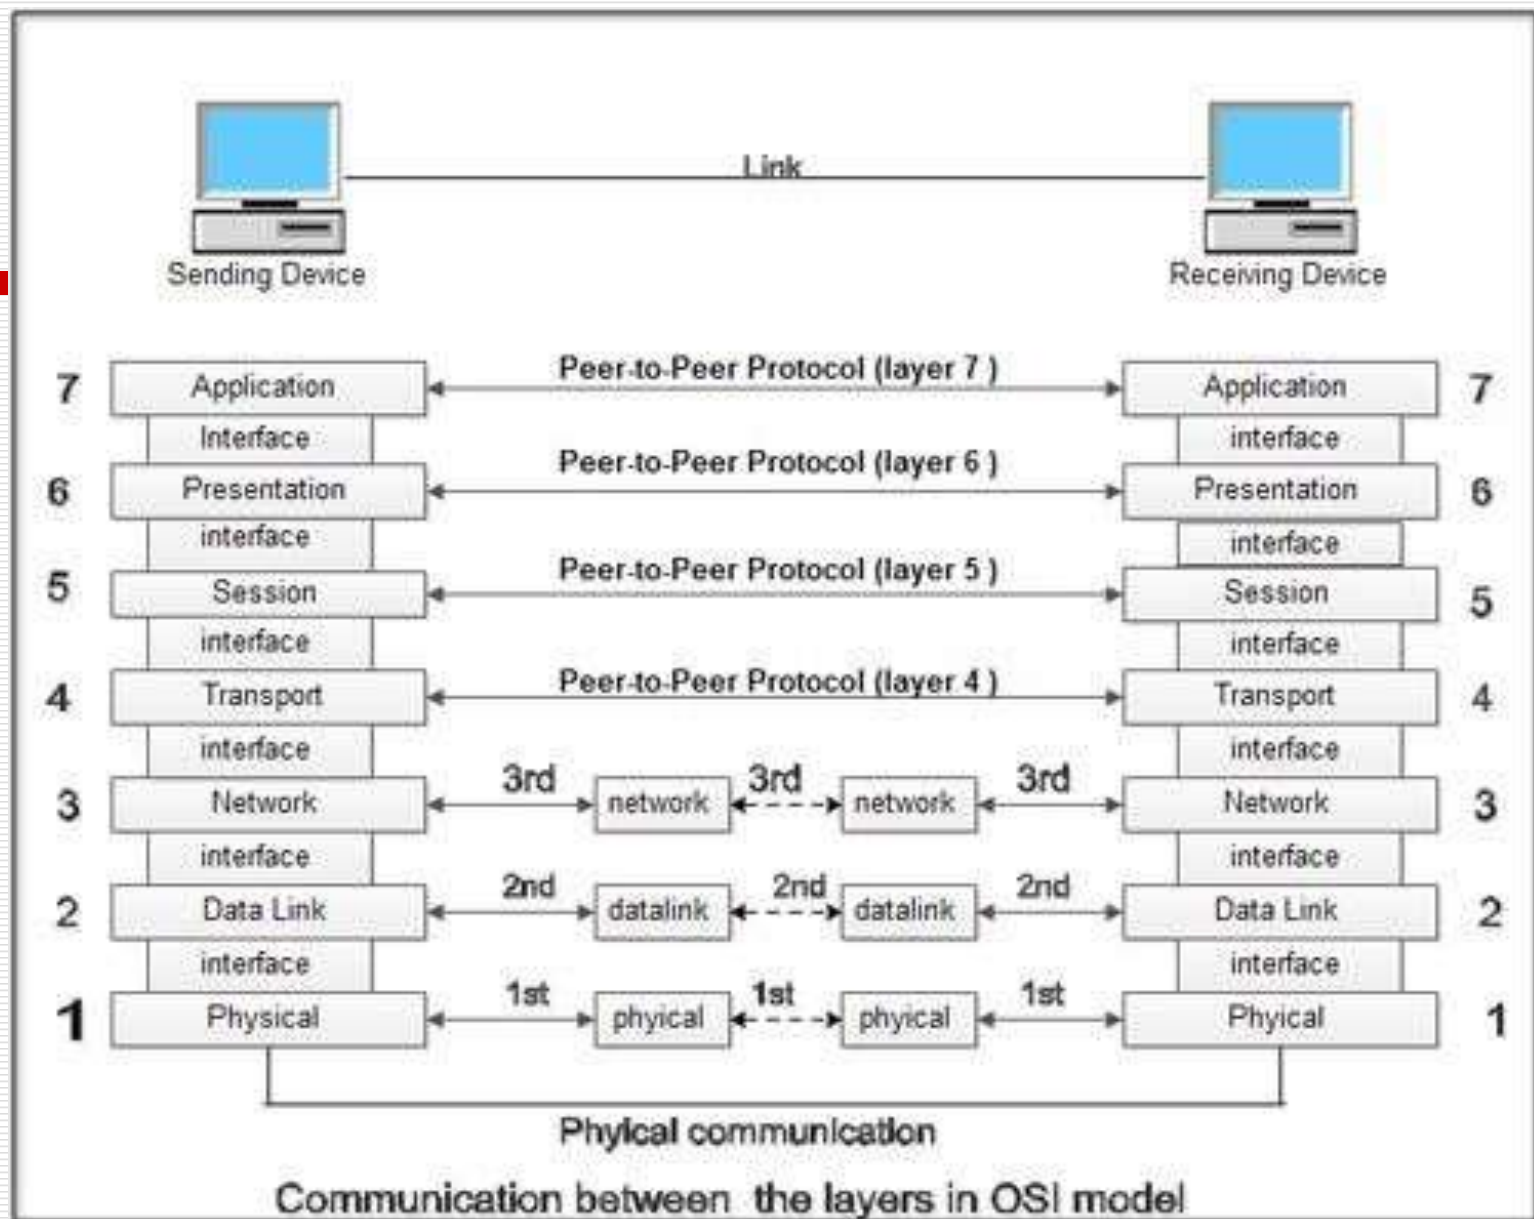 Link
Sending Device
Receiving Device
7 Application Peer-to-Peer Protocol (layer 7 ) Application 7
Interface interface
6 Presentation Peer-to-Peer Protocol (layer 6 ) Presentation 6
interface interface
5 Session Peer-to-Peer Protocol (layer 5 ) Session 5
interface interface
4 Transport Peer-to-Peer Protocol (layer 4 ) Transport 4
interface interface
3rd 3rd 3rd
3 Network network network Network 3
interface interface
2nd 2nd 2nd
2 Data Link datalink datalink Data Link 2
interface interface
1st 1st 1st
1 Physical phyical phyical Phyical 1
Phyical communication
Communication between the layers in OSI model